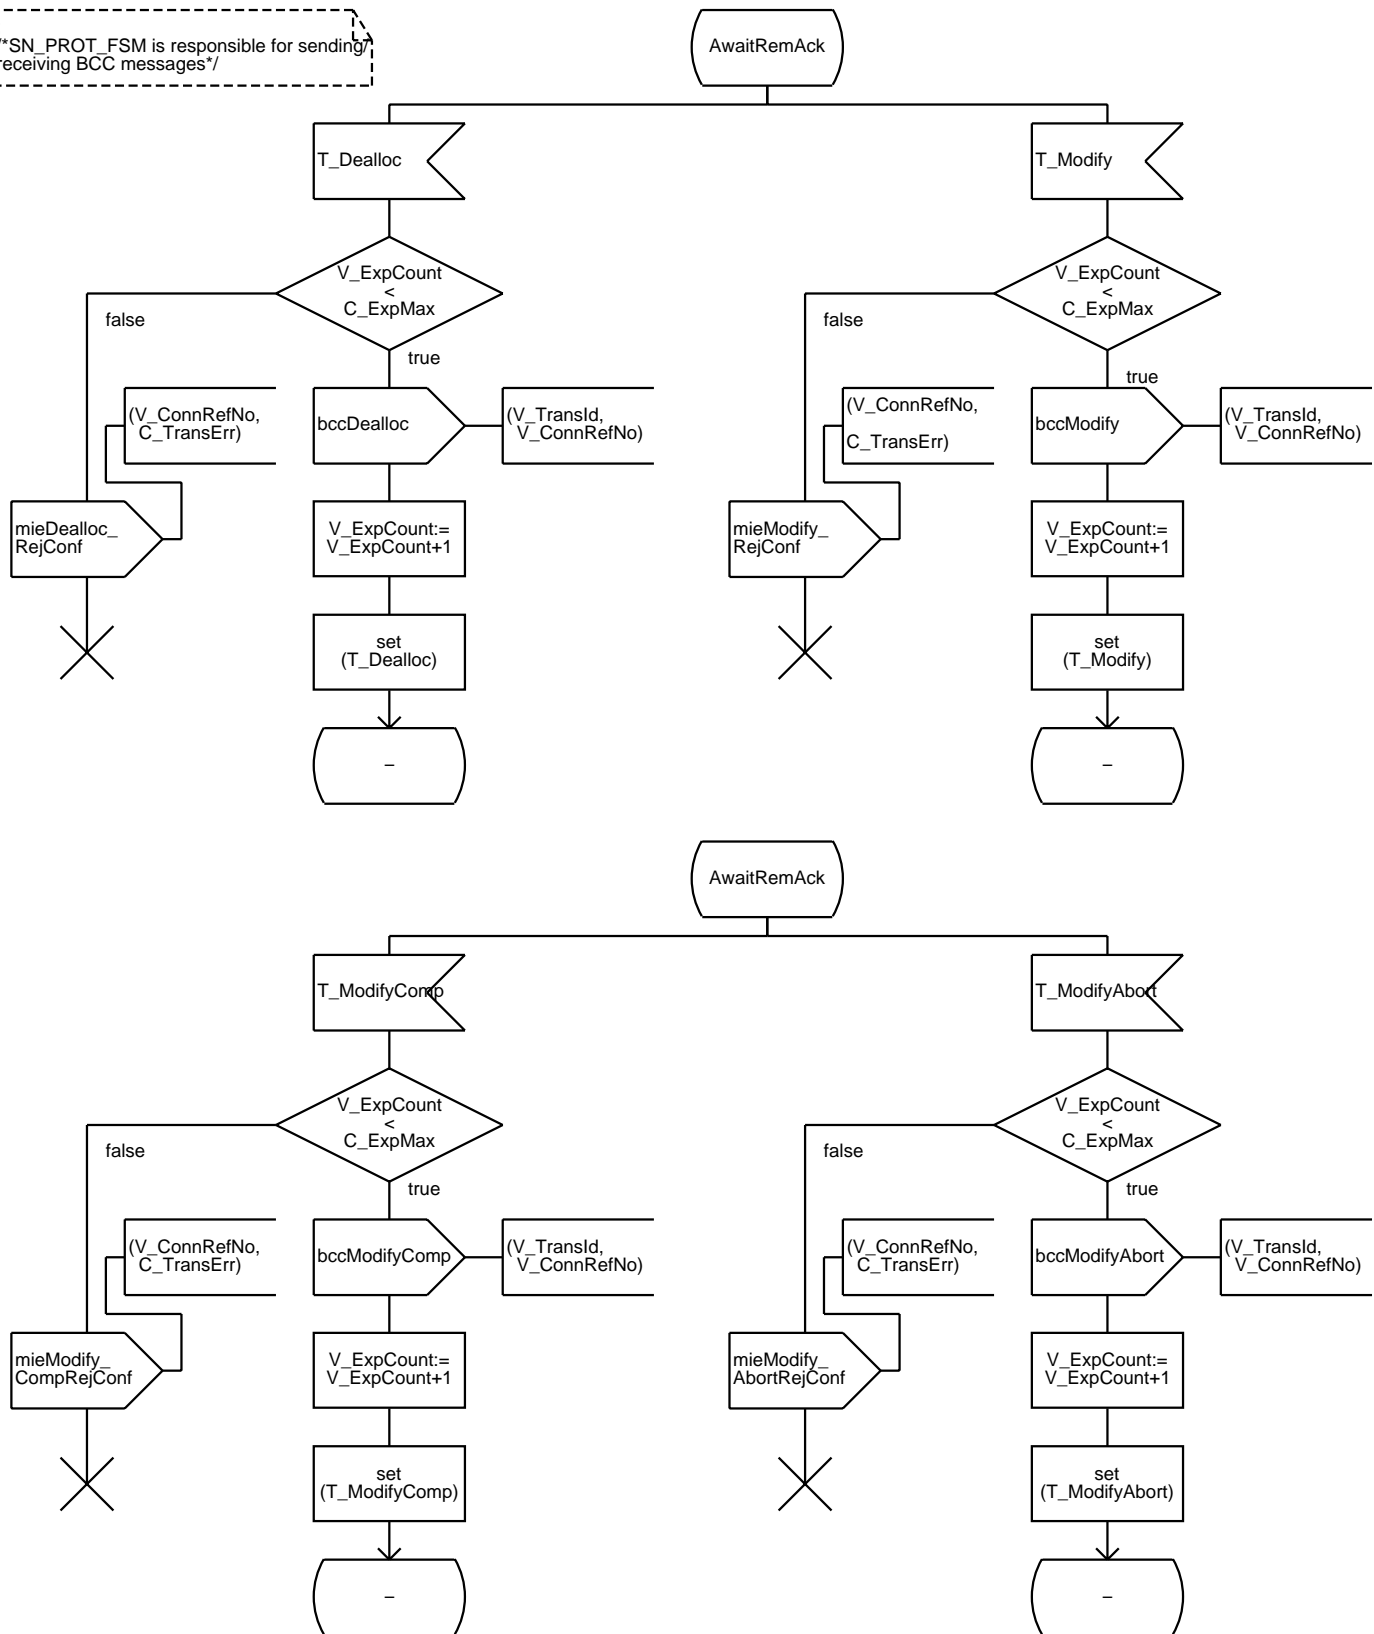 /*SN_PROT_FSM is responsible for sending/
receiving BCC messages*/
AwaitRemAck
T_Dealloc
T_Modify
V_ExpCount
<
C_ExpMax
V_ExpCount
<
C_ExpMax
false
true
false
true
(V_ConnRefNo,
C_TransErr)
bccDealloc
(V_TransId,
V_ConnRefNo)
(V_ConnRefNo,
C_TransErr)
bccModify
(V_TransId,
V_ConnRefNo)
mieDealloc_
RejConf
V_ExpCount:=
V_ExpCount+1
mieModify_
RejConf
V_ExpCount:=
V_ExpCount+1
set
(T_Dealloc)
set
(T_Modify)
–
–
AwaitRemAck
T_ModifyComp
T_ModifyAbort
V_ExpCount
<
C_ExpMax
V_ExpCount
<
C_ExpMax
false
true
false
true
(V_ConnRefNo,
C_TransErr)
bccModifyComp
(V_TransId,
V_ConnRefNo)
(V_ConnRefNo,
C_TransErr)
bccModifyAbort
(V_TransId,
V_ConnRefNo)
mieModify_
CompRejConf
V_ExpCount:=
V_ExpCount+1
mieModify_
AbortRejConf
V_ExpCount:=
V_ExpCount+1
set
(T_ModifyComp)
set
(T_ModifyAbort)
–
–